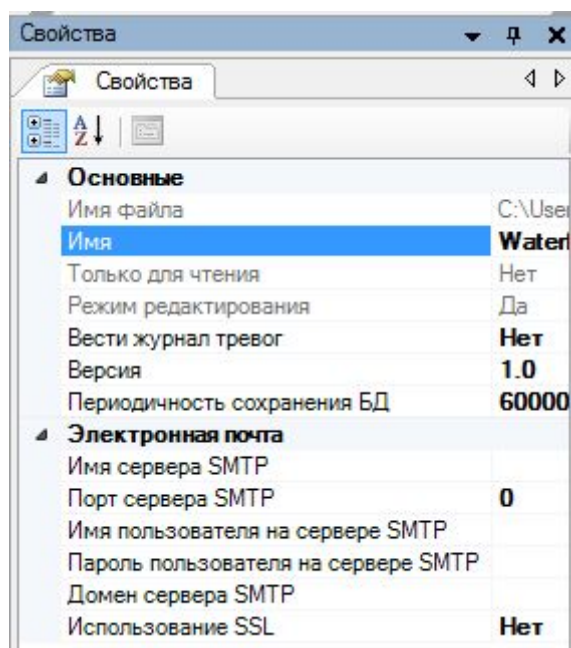 Свойства
Свойства
Основные
Имя файла C:\User
Имя Waterf
Только для чтения Нет
Режим редактирования Да
Вести журнал тревог Нет
Версия 1.0
Периодичность сохранения БД 60000
Электронная почта
Имя сервера SMTP
Порт сервера SMTP 0
Имя пользователя на сервере SMTP
Пароль пользователя на сервере SMTP
Домен сервера SMTP
Использование SSL Нет